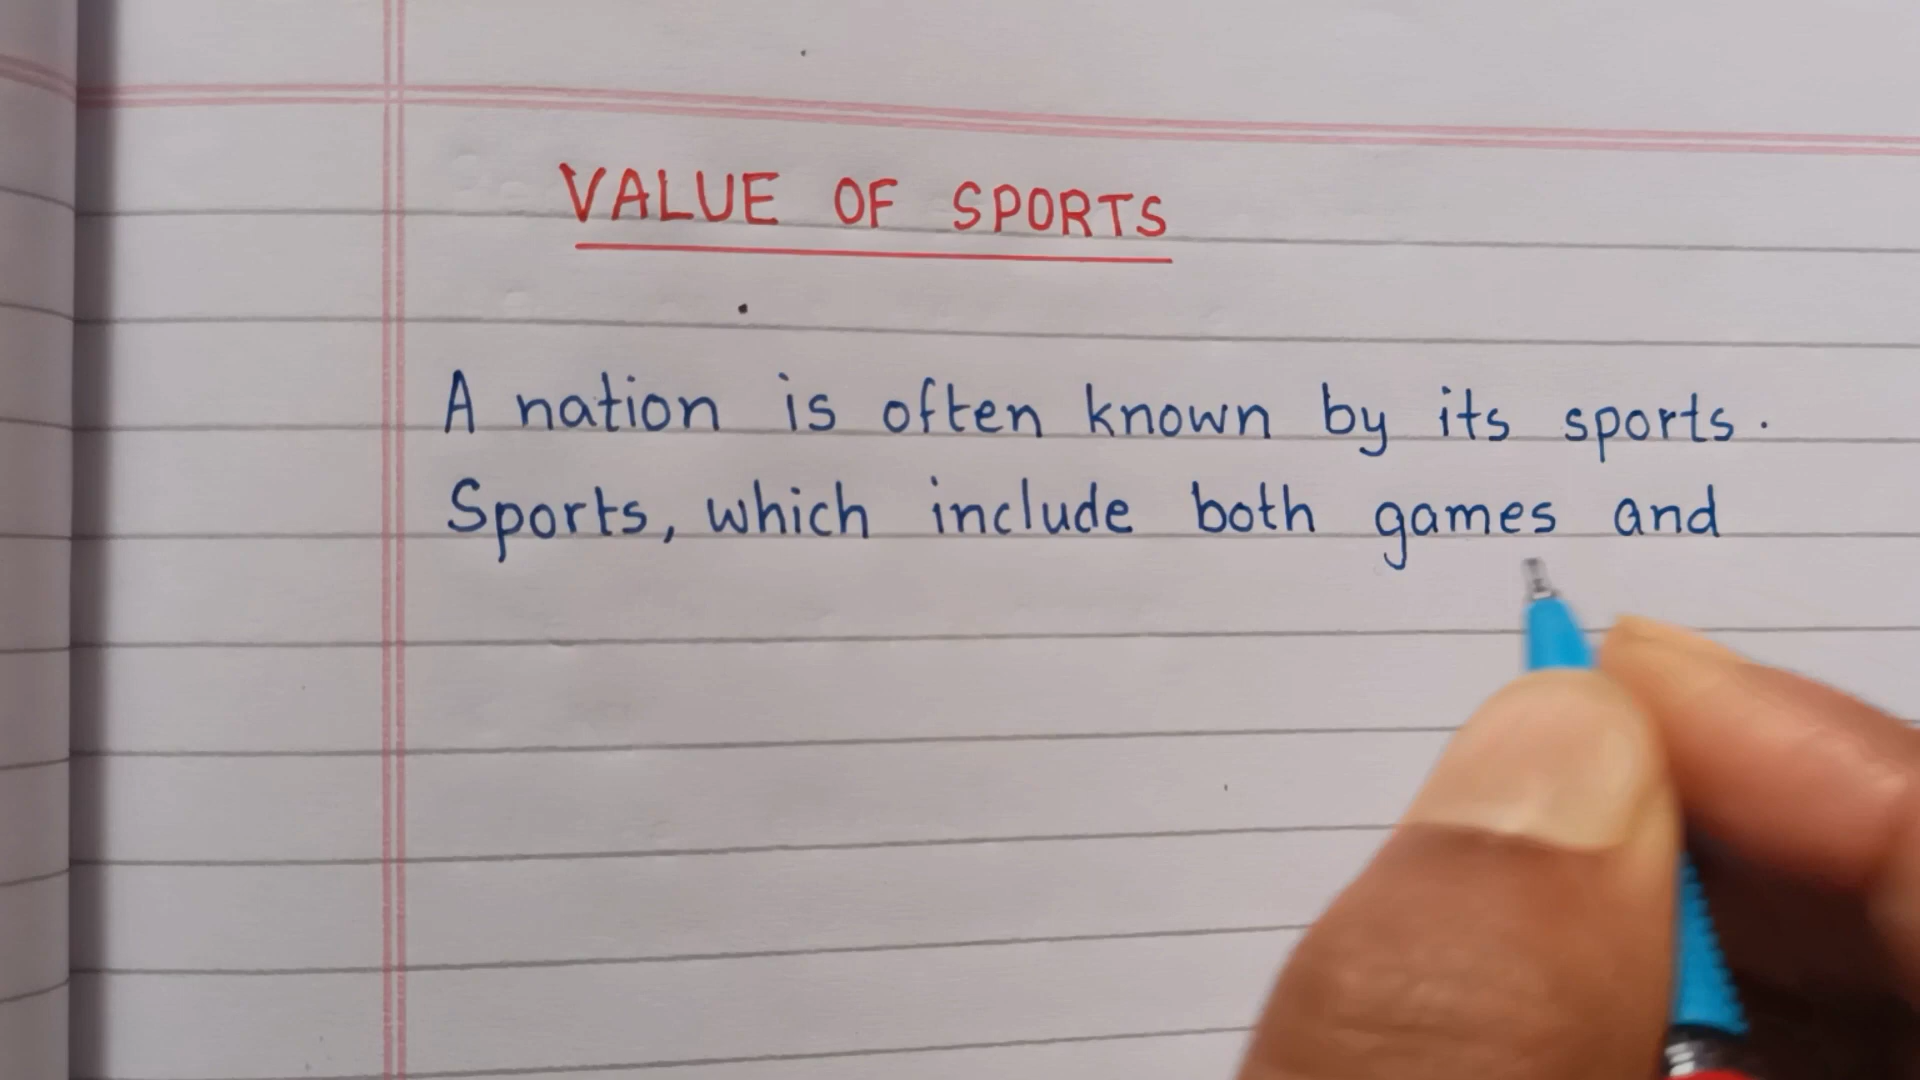 VALUE OF SPORTS
A nation is often known by its sports.
Sports, which include both games and